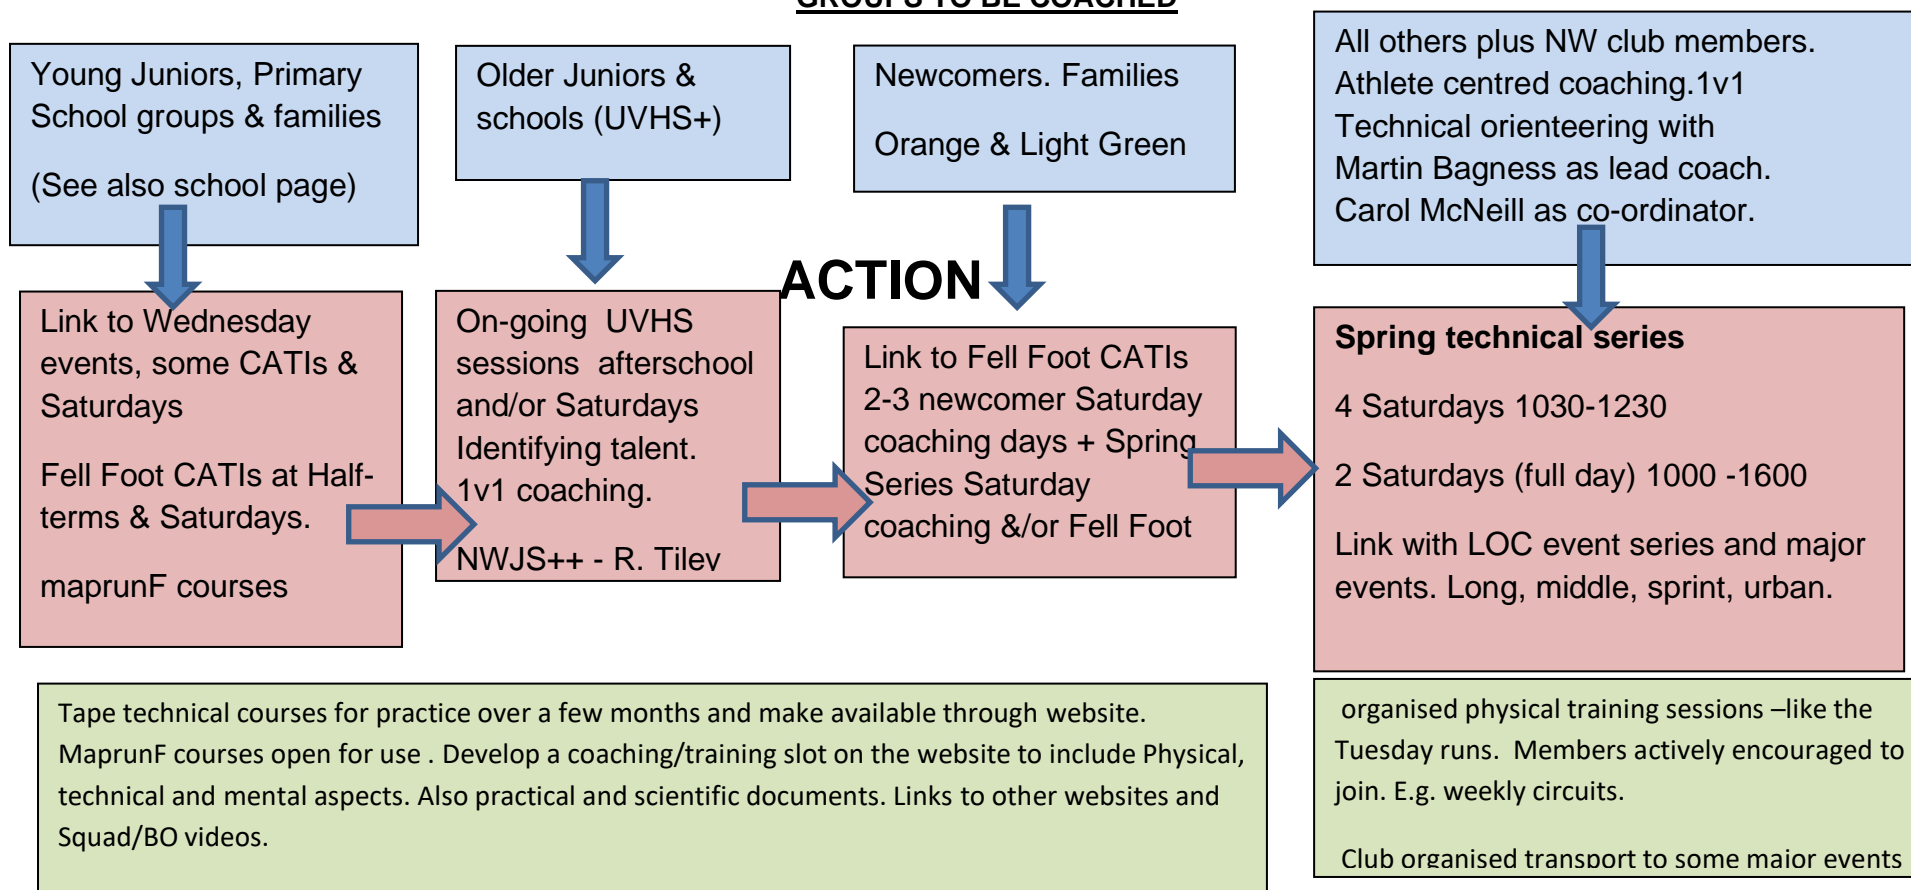 GROUPS TO BE COACHED
Young Juniors, Primary
School groups & families
(See also school page)
Older Juniors &
schools (UVHS+)
Newcomers. Families
Orange & Light Green
All others plus NW club members.
Athlete centred coaching.1v1
Technical orienteering with
Martin Bagness as lead coach.
Carol McNeill as co-ordinator.
ACTION
Link to Wednesday
events, some CATIs &
Saturdays
Fell Foot CATIs at Half-
terms & Saturdays.
maprunF courses
On-going UVHS
sessions afterschool
and/or Saturdays
Identifying talent.
1v1 coaching.
NWJS++ - R. Tiley
Link to Fell Foot CATIs
2-3 newcomer Saturday
coaching days + Spring
Series Saturday
coaching &/or Fell Foot
Spring technical series
4 Saturdays 1030-1230
2 Saturdays (full day) 1000 -1600
Link with LOC event series and major
events. Long, middle, sprint, urban.
Tape technical courses for practice over a few months and make available through website.
MaprunF courses open for use . Develop a coaching/training slot on the website to include Physical,
technical and mental aspects. Also practical and scientific documents. Links to other websites and
Squad/BO videos.
organised physical training sessions –like the
Tuesday runs. Members actively encouraged to
join. E.g. weekly circuits.
Club organised transport to some major events